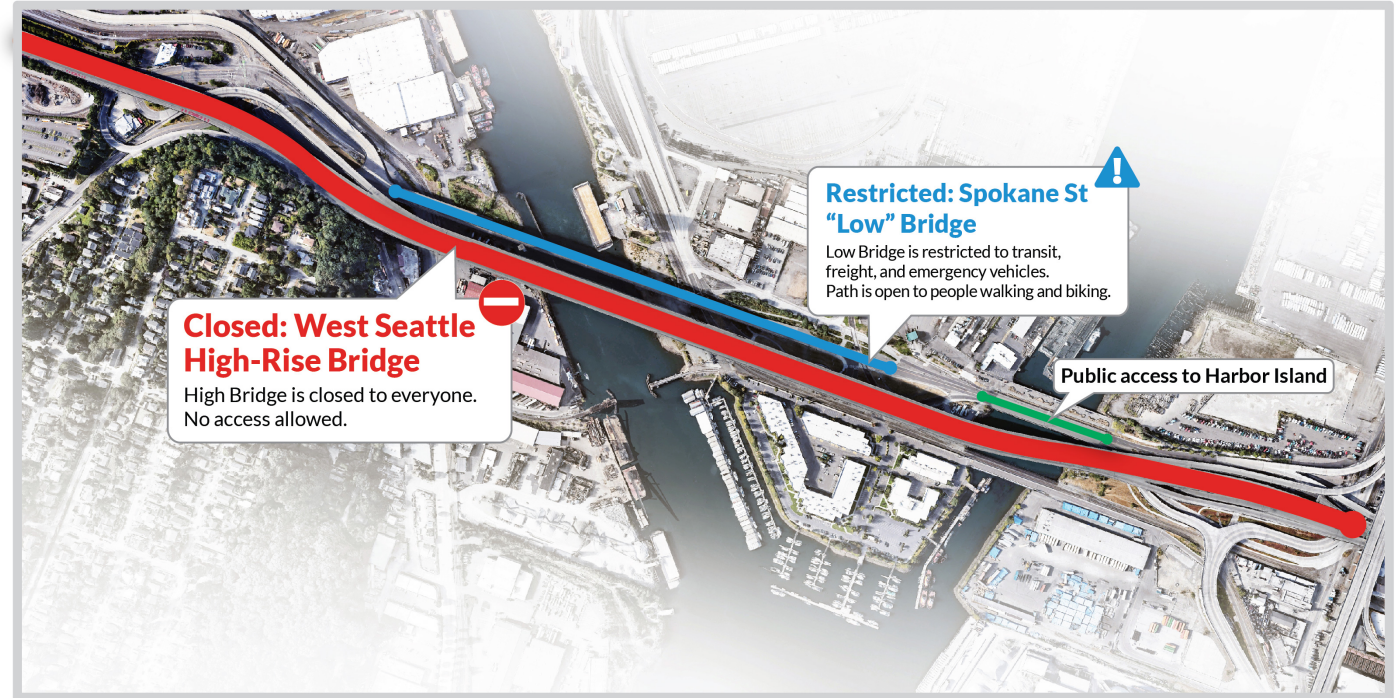 Restricted: Spokane St
“Low” Bridge
Low Bridge is restricted to transit,
freight, and emergency vehicles.
Path is open to people walking and biking.
Closed: West Seattle
High-Rise Bridge
High Bridge is closed to everyone.
No access allowed.
Public access to Harbor Island